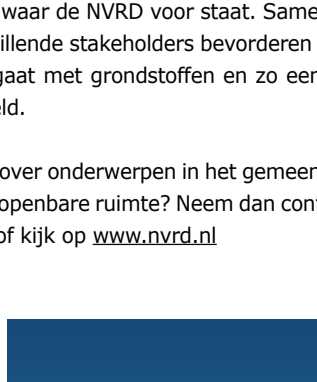 waar de NVRD voor staat. Same
illende stakeholders bevorderen
gaat met grondstoffen en zo een
eld.
over onderwerpen in het gemeen
openbare ruimte? Neem dan cont
of kijk op www.nvrd.nl